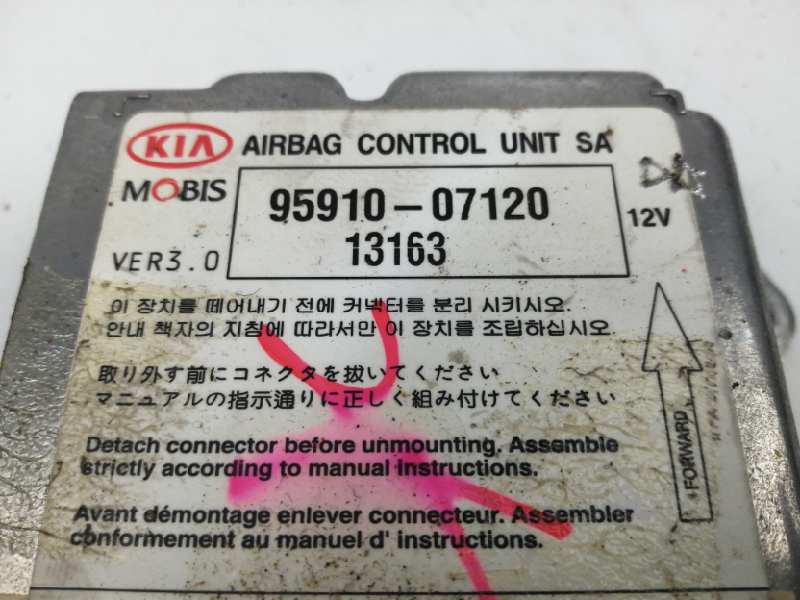 KIA AIRBAG CONTROL UNIT SA
MOBIS
95910-07120
12V
VER3.0
13163
이 장치를 떼어내기 전에 커넥터를 분리 시키시오.
안내 책자의 지침에 따라서만 이 장치를 조립하십시오
取り外す前にコネクタを抜いてください
マニュアルの指示通りに正しく組み付けてください
+FORWARD
Detach connector before unmounting. Assemble
strictly according to manual instructions.
Avant démontage enlever connecteur. Assembler
conformement au manuel d' instructions.